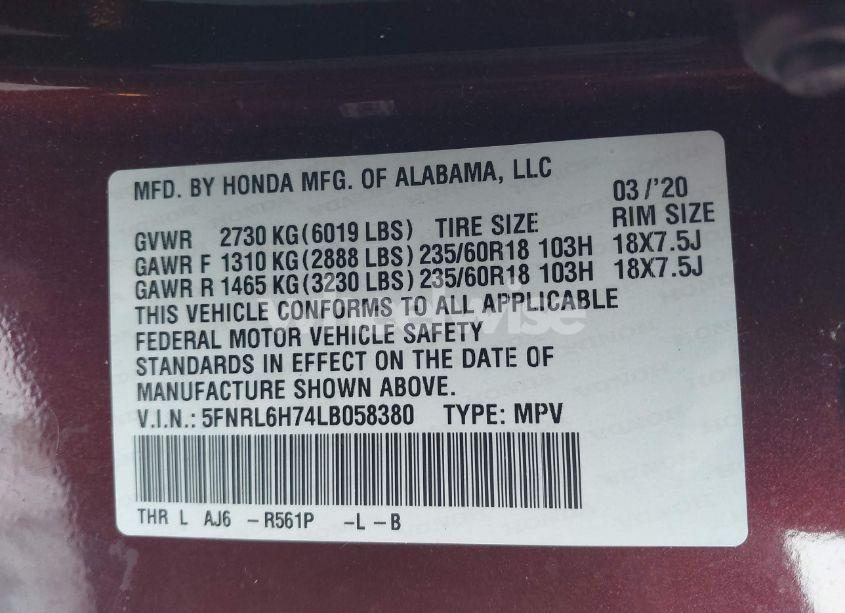 MFD. BY HONDA MFG. OF ALABAMA, LLC 03/'20
GVWR 2730 KG(6019 LBS) TIRE SIZE RIM SIZE
GAWR F 1310 KG(2888 LBS) 235/60R18 103H 18X7.5J
GAWR R 1465 KG(3230 LBS) 235/60R18 103H 18X7.5J
THIS VEHICLE CONFORMS TO ALL APPLICABLE
FEDERAL MOTOR VEHICLE SAFETY
STANDARDS IN EFFECT ON THE DATE OF
MANUFACTURE SHOWN ABOVE.
V.I.N.: 5FNRL6H74LB058380 TYPE: MPV
THR L AJ6 -R561P -L-B